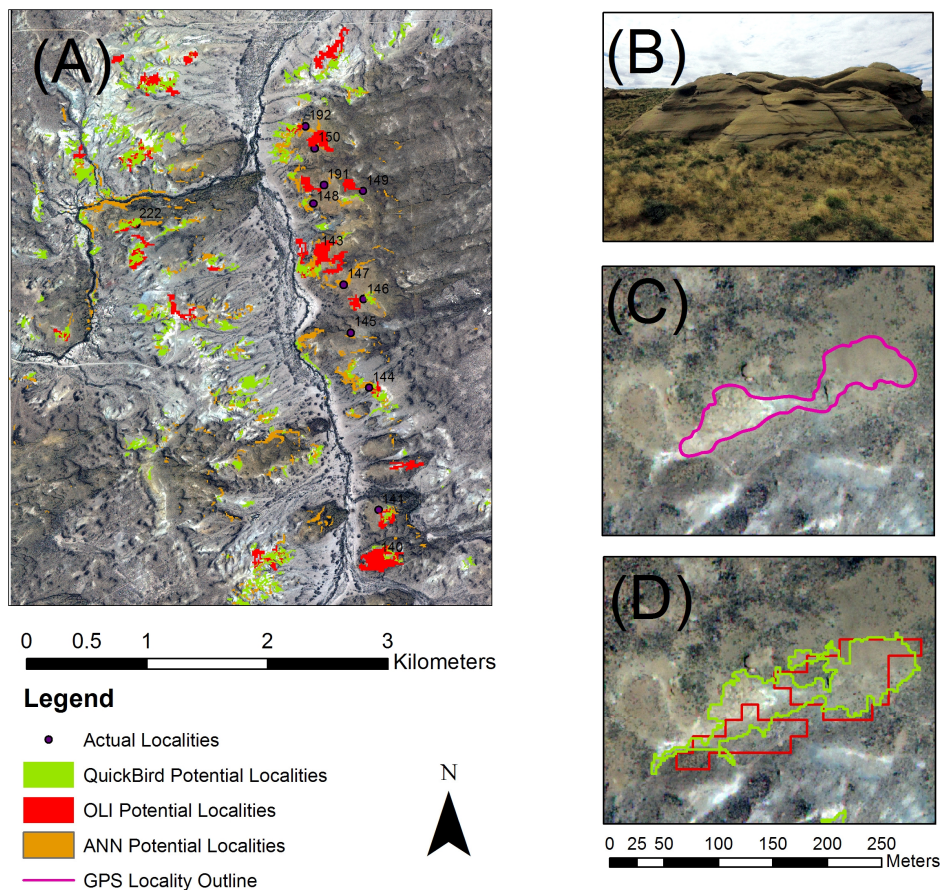 (A)
192
150
191
149
148
222
143
147
146
145
144
141
140
0 0.5 1 2 3
Kilometers
Legend
Actual Localities
QuickBird Potential Localities
OLI Potential Localities
ANN Potential Localities
GPS Locality Outline
N
(B)
(C)
(D)
0 25 50 100 150 200 250
Meters